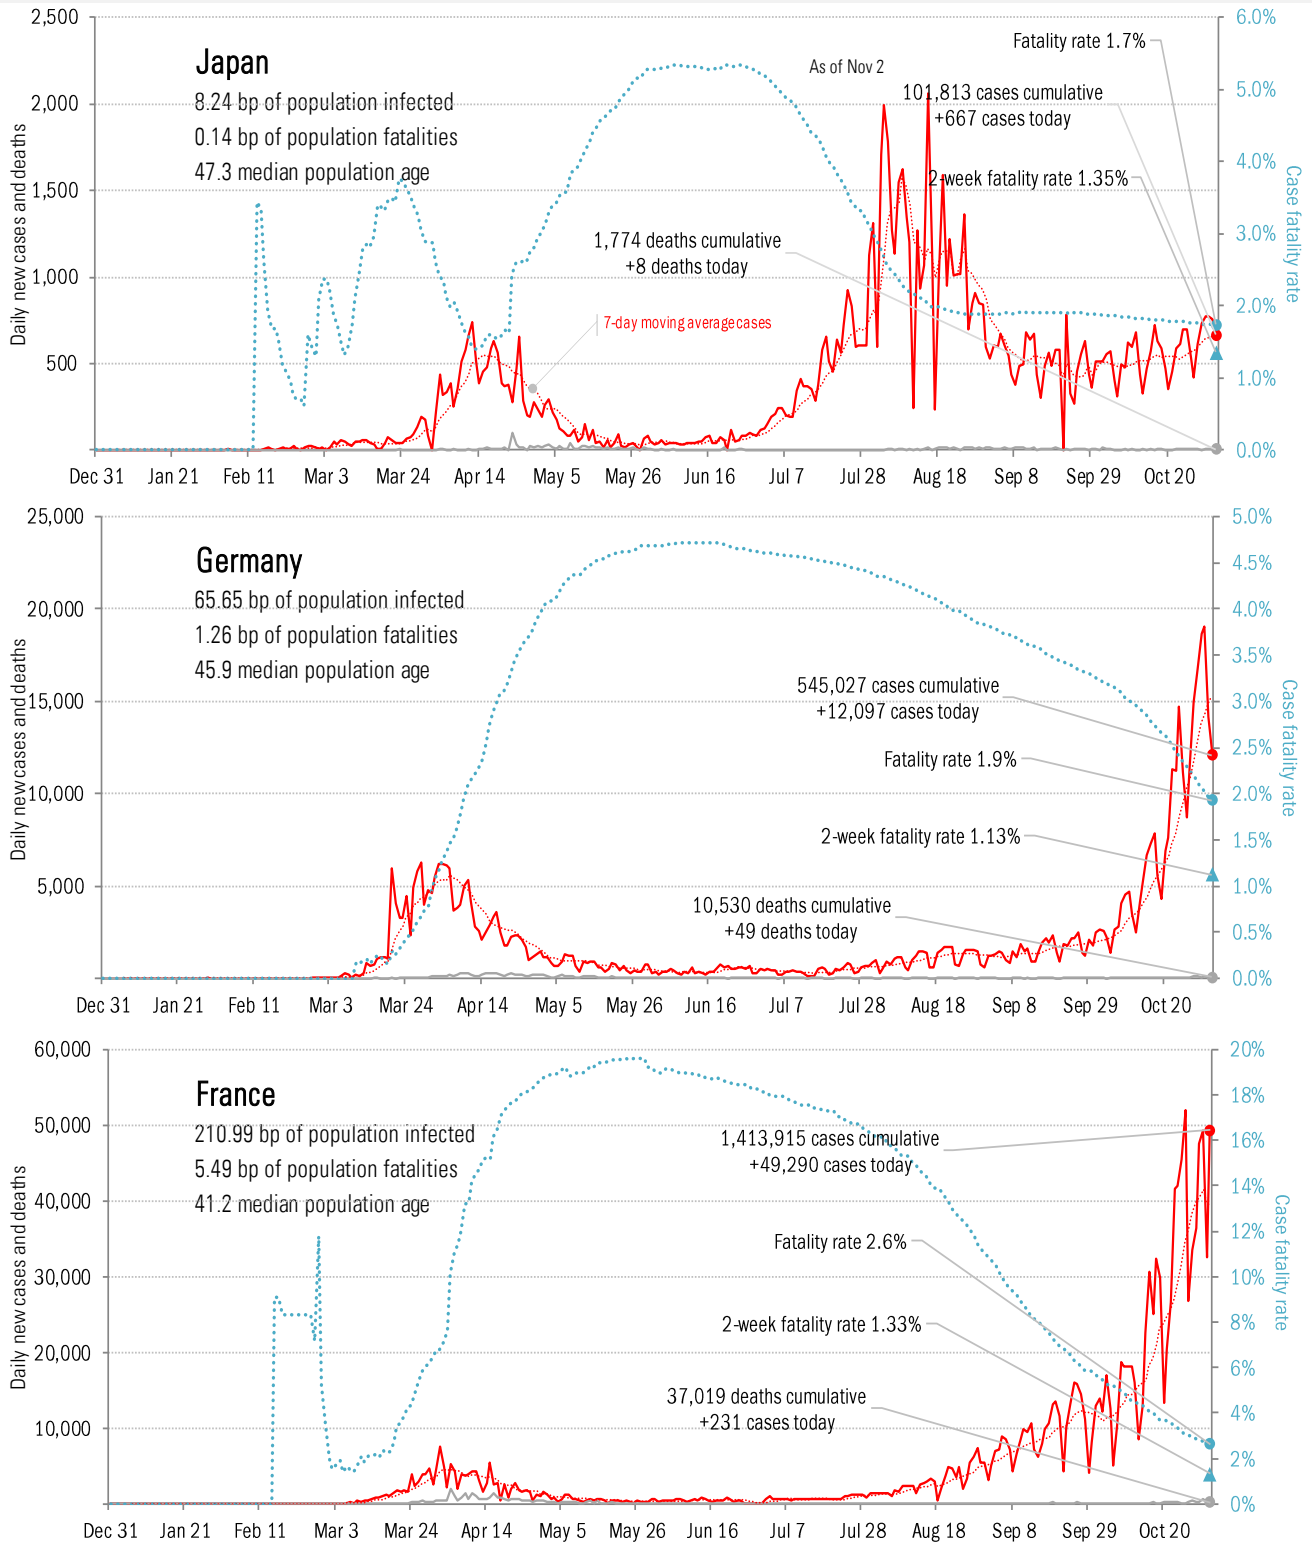 2,500
6.0%
Japan
Fatality rate 1.7%
As of Nov 2
5.0%
8.24 bp of population infected
2,000
101,813 cases cumulative
+667 cases today
0.14 bp of population fatalities
4.0%
47.3 median population age
2-week fatality rate 1.35%
1,500
Daily new cases and deaths
Case fatality rate
3.0%
1,774 deaths cumulative
+8 deaths today
1,000
2.0%
7-day moving average cases
500
1.0%
0.0%
Dec 31 Jan 21 Feb 11 Mar 3 Mar 24 Apr 14 May 5 May 26 Jun 16 Jul 7 Jul 28 Aug 18 Sep 8 Sep 29 Oct 20
25,000
5.0%
Germany
4.5%
65.65 bp of population infected
20,000
4.0%
1.26 bp of population fatalities
45.9 median population age
3.5%
545,027 cases cumulative
+12,097 cases today
15,000
3.0%
Daily new cases and deaths
Case fatality rate
2.5%
Fatality rate 1.9%
10,000
2.0%
2-week fatality rate 1.13%
1.5%
5,000
1.0%
10,530 deaths cumulative
+49 deaths today
0.5%
0.0%
Dec 31 Jan 21 Feb 11 Mar 3 Mar 24 Apr 14 May 5 May 26 Jun 16 Jul 7 Jul 28 Aug 18 Sep 8 Sep 29 Oct 20
60,000
20%
France
18%
50,000
210.99 bp of population infected
1,413,915 cases cumulative
+49,290 cases today
16%
5.49 bp of population fatalities
14%
40,000
41.2 median population age
12%
Fatality rate 2.6%
Daily new cases and deaths
Case fatality rate
30,000
10%
2-week fatality rate 1.33%
8%
20,000
6%
37,019 deaths cumulative
+231 cases today
4%
10,000
2%
0%
Dec 31 Jan 21 Feb 11 Mar 3 Mar 24 Apr 14 May 5 May 26 Jun 16 Jul 7 Jul 28 Aug 18 Sep 8 Sep 29 Oct 20